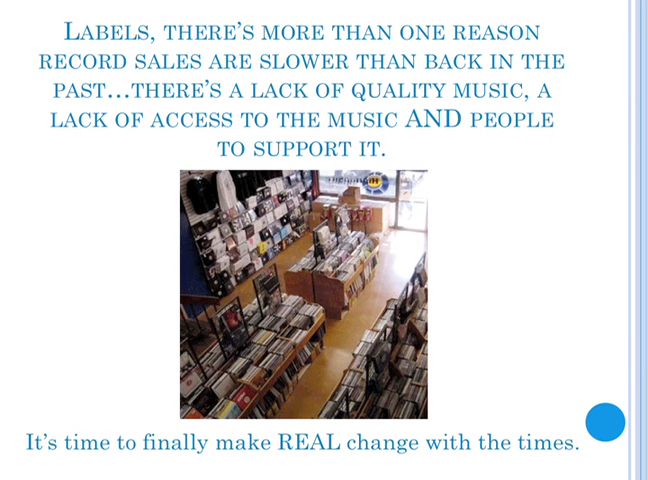 LABELS, THERE'S MORE THAN ONE REASON
RECORD SALES ARE SLOWER THAN BACK IN THE
PAST…THERE'S A LACK OF QUALITY MUSIC, A
LACK OF ACCESS TO THE MUSIC AND PEOPLE
TO SUPPORT IT.
It's time to finally make REAL change with the times.